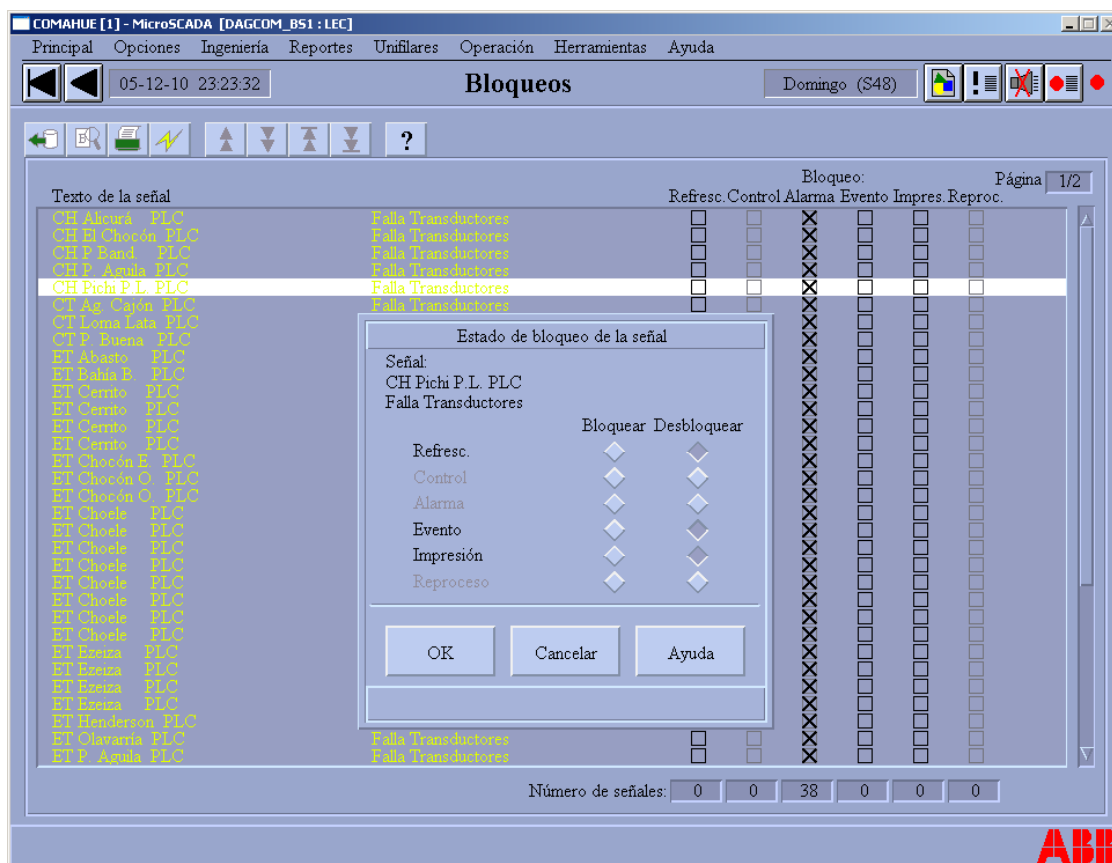 COMAHUE [1] - MicroSCADA [DAGCOM_BS1 : LEC]
Principal Opciones Ingeniería Reportes Unifilares Operación Herramientas Ayuda
05-12-10 23:23:32 Bloqueos Domingo (S48)
?
Bloqueo: Página 1/2
Texto de la señal Refresc. Control Alarma Evento Impres. Reproc.
CH Alicurá PLC Falla Transductores
CH El Chocón PLC Falla Transductores
CH P Band. PLC Falla Transductores
CH P. Aguila PLC Falla Transductores
CH Pichi P.L. PLC Falla Transductores
CT Ag. Cajón PLC Falla Transductores
CT Loma Lata PLC
CT P. Buena PLC
ET Abasto PLC
ET Bahía B. PLC
ET Cerrito PLC
ET Cerrito PLC
ET Cerrito PLC
ET Cerrito PLC
ET Chocón E. PLC
ET Chocón O. PLC
ET Chocón O. PLC
ET Choele PLC
ET Choele PLC
ET Choele PLC
ET Choele PLC
ET Choele PLC
ET Choele PLC
ET Choele PLC
ET Choele PLC
ET Ezeiza PLC
ET Ezeiza PLC
ET Ezeiza PLC
ET Ezeiza PLC
ET Henderson PLC
ET Olavarría PLC Falla Transductores
ET P. Aguila PLC Falla Transductores
Estado de bloqueo de la señal
Señal:
CH Pichi P.L. PLC
Falla Transductores
Bloquear Desbloquear
Refresc.
Control
Alarma
Evento
Impresión
Reproceso
OK Cancelar Ayuda
Número de señales: 0 0 38 0 0 0
ABB